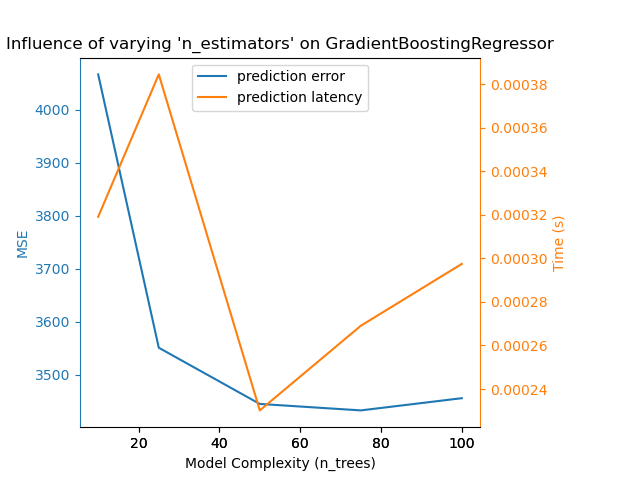 Influence of varying 'n_estimators' on GradientBoostingRegressor
prediction error
prediction latency
4000
3900
3800
3700
3600
3500
MSE
0.00038
0.00036
0.00034
0.00032
0.00030
0.00028
0.00026
0.00024
Time (s)
20 40 60 80 100
Model Complexity (n_trees)